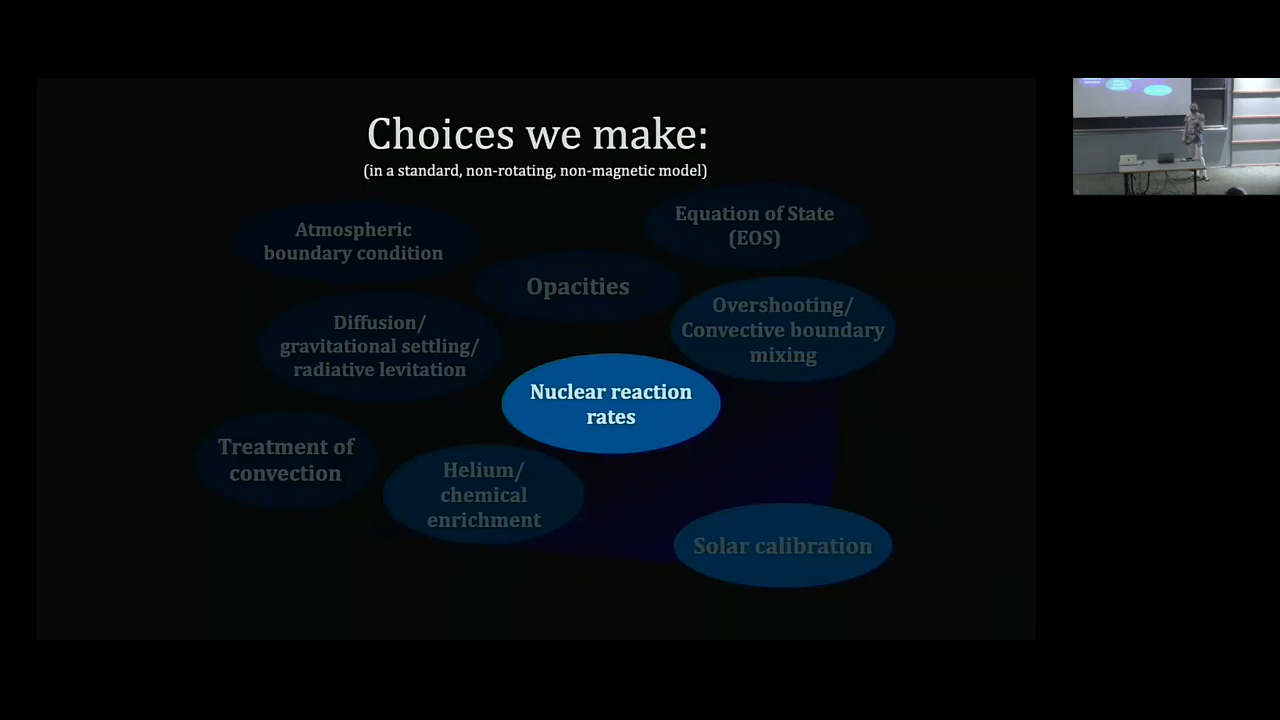 Choices we make:
(in a standard, non-rotating, non-magnetic model)
Atmospheric
boundary condition
Equation of State
(EOS)
Opacities
Overshooting/
Convective boundary
mixing
Diffusion/
gravitational settling/
radiative levitation
Nuclear reaction
rates
Treatment of
convection
Helium/
chemical
enrichment
Solar calibration